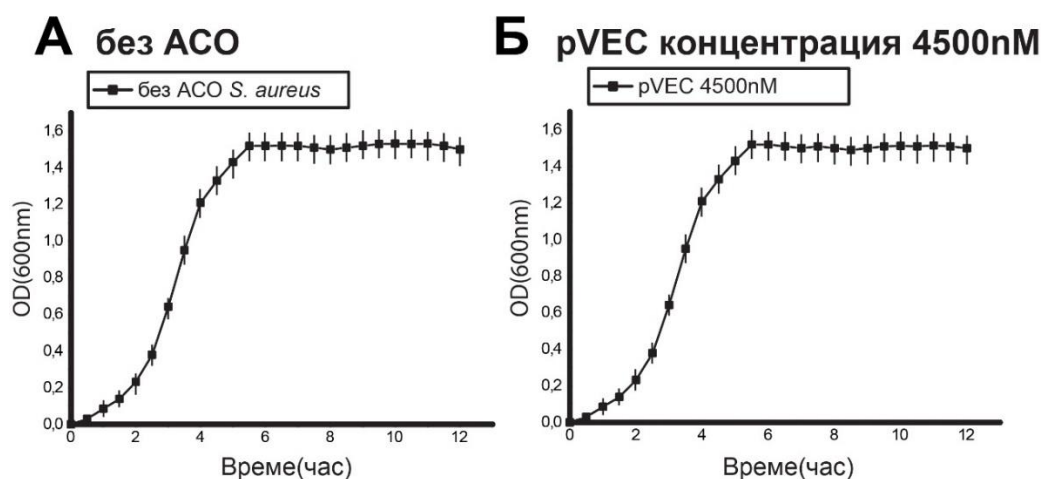 А без АСО
без АСО S. aureus
1,6
1,4
1,2
1,0
0,8
0,6
0,4
0,2
0,0
OD(600nm)
0 2 4 6 8 10 12
Време(час)
Б pVEC концентрация 4500nM
pVEC 4500nM
1,6
1,4
1,2
1,0
0,8
0,6
0,4
0,2
0,0
OD(600nm)
0 2 4 6 8 10 12
Време(час)